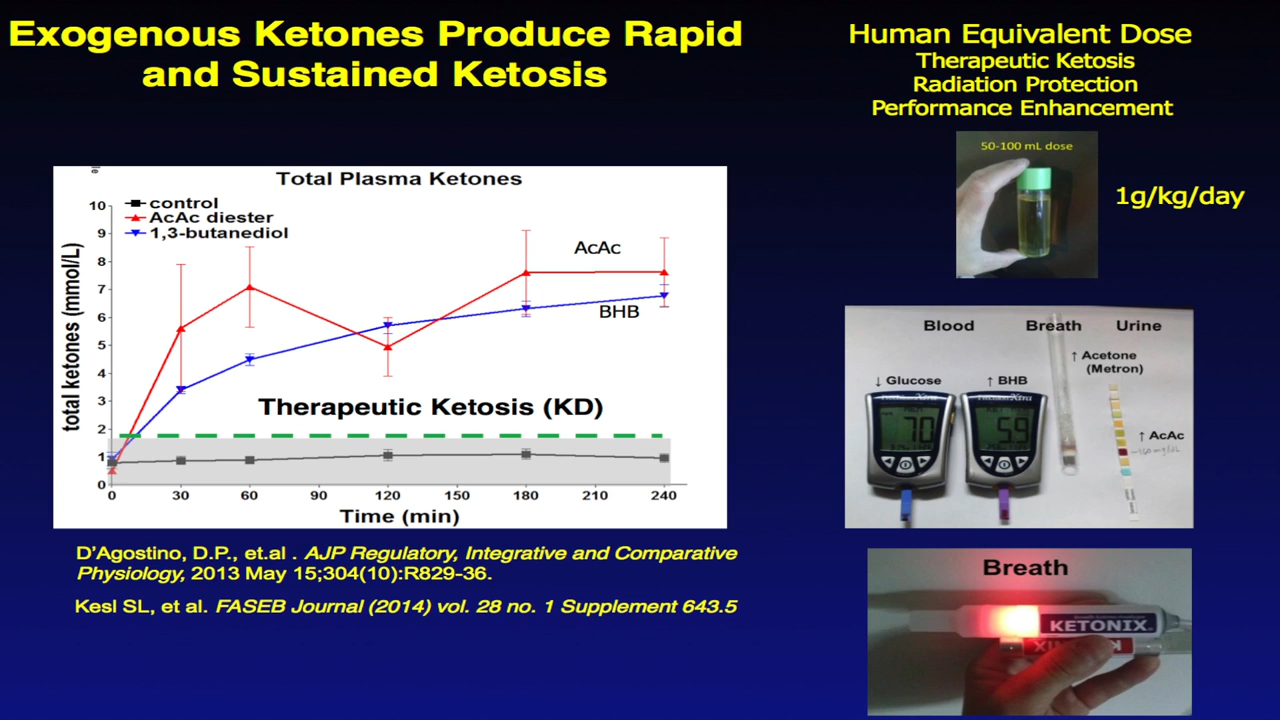 Exogenous Ketones Produce Rapid
and Sustained Ketosis
Total Plasma Ketones
control
AcAc diester
1,3-butanediol
total ketones (mmol/L)
10
9
8
7
6
5
4
3
2
1
0
AcAc
BHB
Therapeutic Ketosis (KD)
0 30 60 90 120 150 180 210 240
Time (min)
D'Agostino, D.P., et.al . AJP Regulatory, Integrative and Comparative
Physiology, 2013 May 15;304(10):R829-36.
Kesl SL, et al. FASEB Journal (2014) vol. 28 no. 1 Supplement 643.5
Human Equivalent Dose
Therapeutic Ketosis
Radiation Protection
Performance Enhancement
50-100 mL dose
1g/kg/day
Blood Breath Urine
↑ Acetone
(Metron)
↓ Glucose ↑ BHB
Xtra
70 5.9
↑ AcAc
~160 mg/dL
Breath
KETONIX